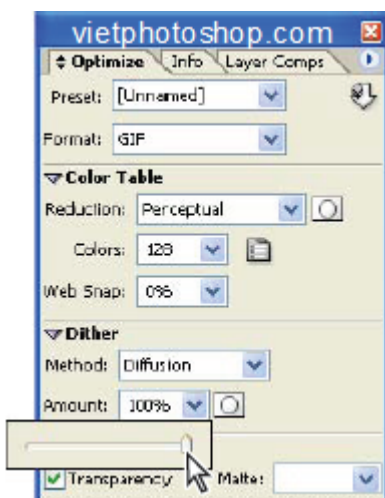 vietphotoshop.com
Optimize Info Layer Comps
Preset: [Unnamed]
Format: GIF
Color Table
Reduction: Perceptual
Colors: 128
Web Snap: 0%
Dither
Method: Diffusion
Amount: 100%
Transparency Matte: